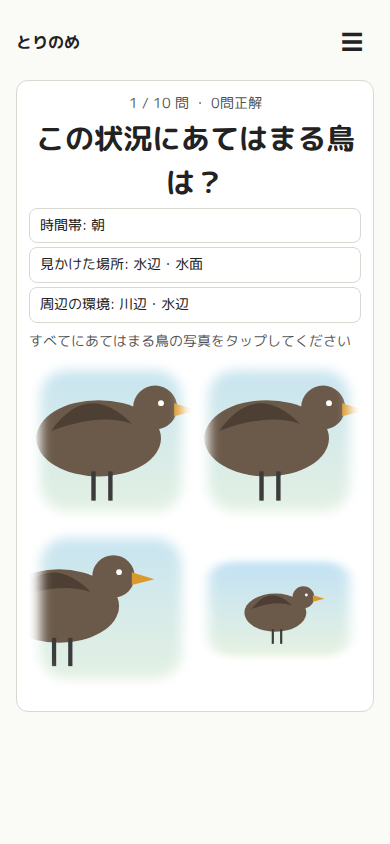 とりのめ
1 / 10 問 · 0問正解
この状況にあてはまる鳥
は？
時間帯: 朝
見かけた場所: 水辺・水面
周辺の環境: 川辺・水辺
すべてにあてはまる鳥の写真をタップしてください